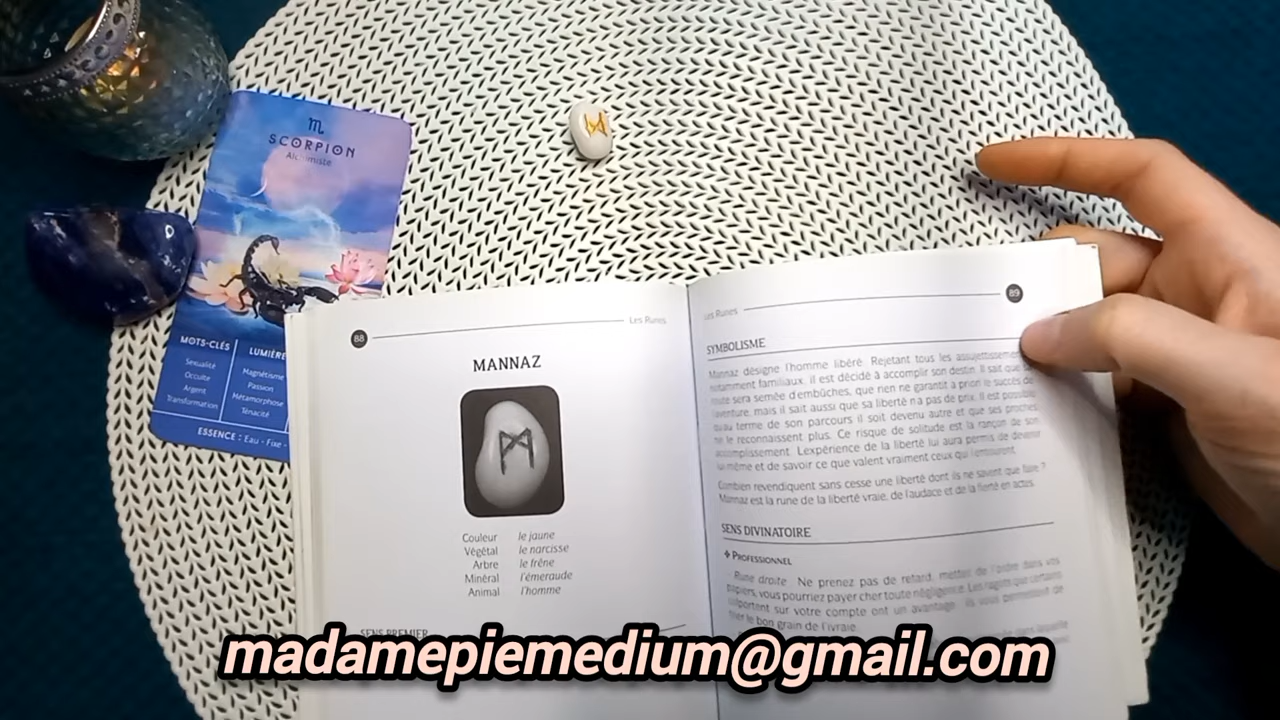 SCORPION
Alchimiste
MOTS-CLÉS
Sexualité
Occulte
Argent
Transformation
LUMIÈRE
Magnétisme
Passion
Métamorphose
Ténacité
ESSENCE : Eau - Fixe -
88
Les Runes
MANNAZ
Couleur le jaune
Végétal le narcisse
Arbre le frêne
Minéral l'émeraude
Animal l'homme
SENS PREMIER
Les Runes
89
SYMBOLISME
Mannaz désigne l'homme libéré. Rejetant tous les
notamment familiaux, il est décidé à accomplir son destin. Il sait que sa
route sera semée d'embûches, que rien ne garantit a priori le succès de
l'aventure, mais il sait aussi que sa liberté n'a pas de prix. Il est possible
qu'au terme de son parcours il soit devenu autre et que ses proches
ne le reconnaissent plus. Ce risque de solitude est la rançon de son
accomplissement. L'expérience de la liberté lui aura permis de devenir
lui-même et de savoir ce que valent vraiment ceux qui l'entourent.
Combien revendiquent sans cesse une liberté dont ils ne savent que faire ?
Mannaz est la rune de la liberté vraie, de l'audace et de la fierté en actes.
SENS DIVINATOIRE
❖ PROFESSIONNEL
Rune droite Ne prenez pas de retard, mettez de l'ordre dans vos
papiers, vous pourriez payer cher toute négligence. Les ragots que certains
colportent sur votre compte ont un avantage : ils vous permettent de
trier le bon grain de l'ivraie.
madamepiemedium@gmail.com